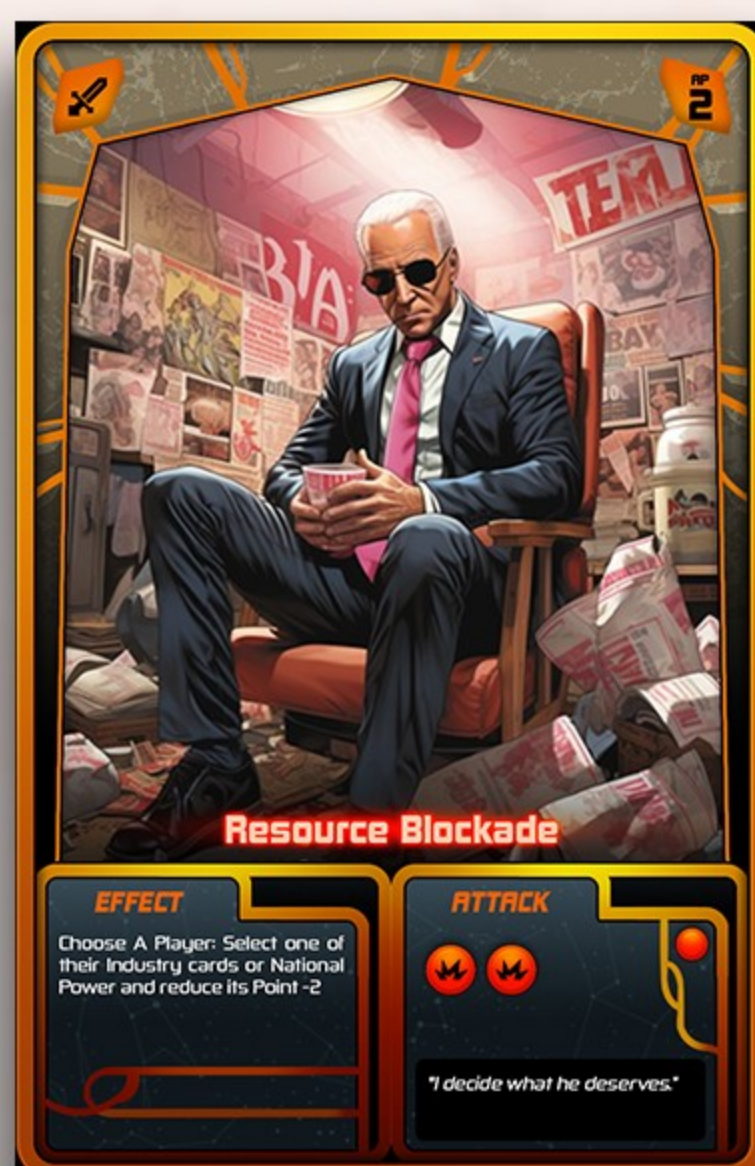 AP
2
TEM
BIA
BAY
Resource Blockade
EFFECT
ATTACK
Choose A Player: Select one of
their Industry cards or National
Power and reduce its Point -2
"I decide what he deserves."